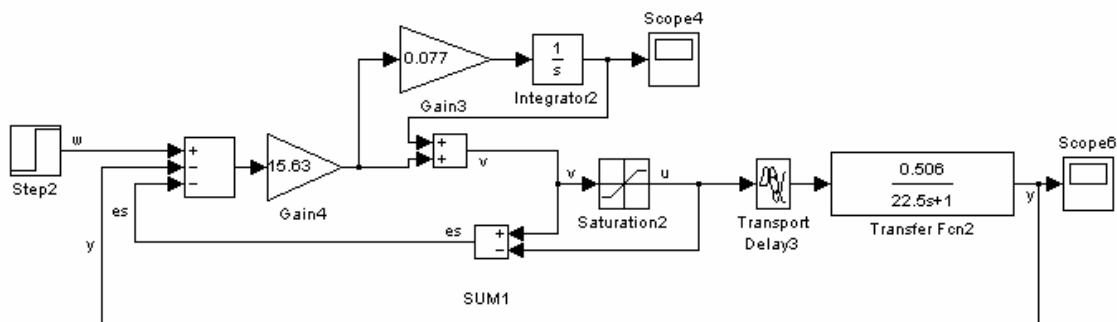 Scope4
0.077
1
s
Integrator2
Gain3
w
+
−
−
15.63
Gain4
+
+
v
v
u
Saturation2
Transport
Delay3
0.506
22.5s+1
Transfer Fcn2
y
Scope6
Step2
es
y
es
+
−
SUM1